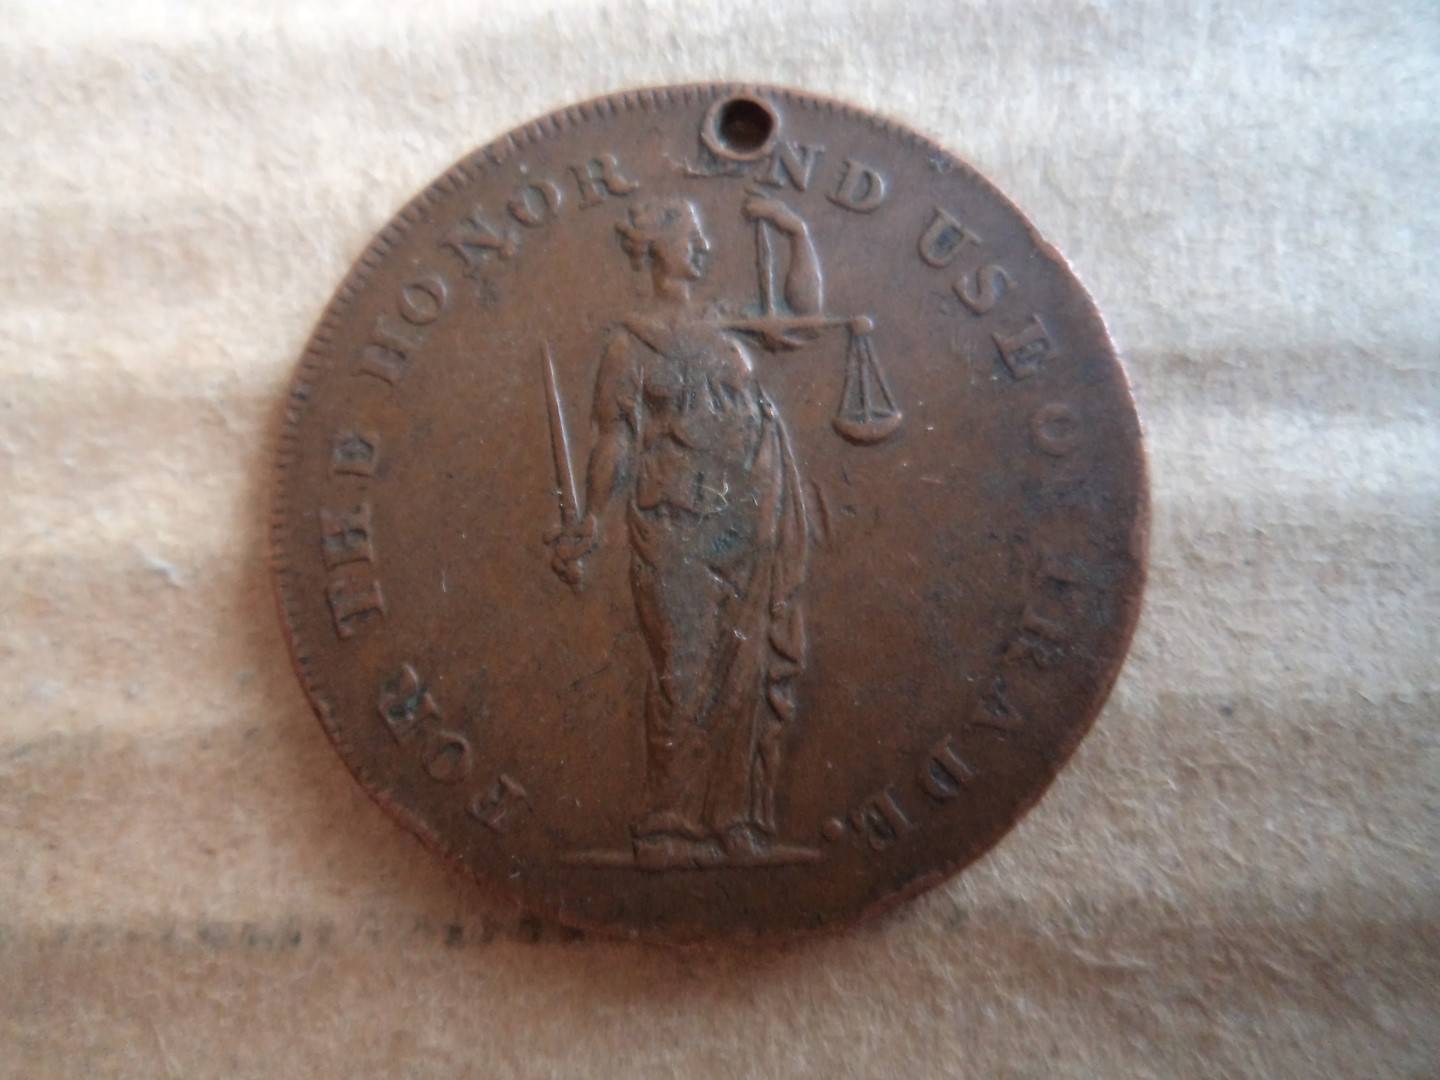 FOR THE HONOR AND USE OF TRADE.